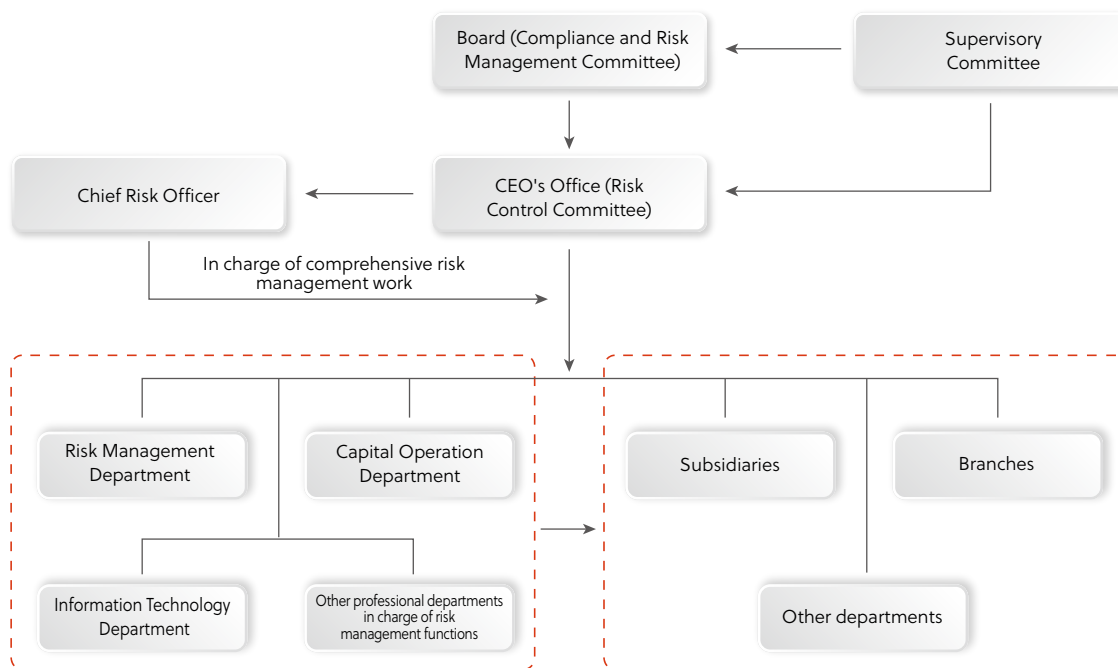 Board (Compliance and Risk
Management Committee)
Supervisory
Committee
Chief Risk Officer
CEO's Office (Risk
Control Committee)
In charge of comprehensive risk
management work
Risk Management
Department
Capital Operation
Department
Subsidiaries
Branches
Information Technology
Department
Other professional departments
in charge of risk
management functions
Other departments